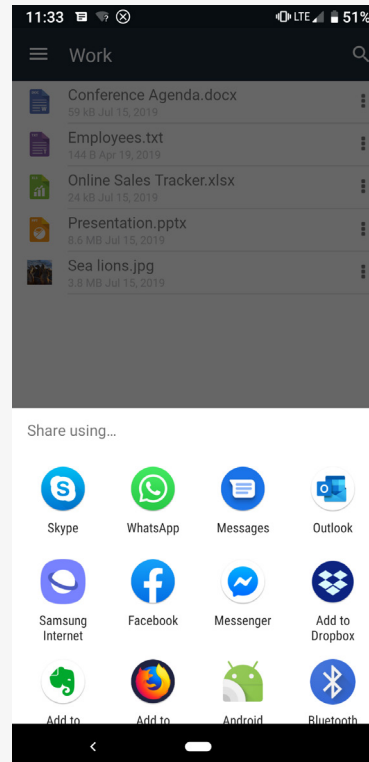 11:33 LTE 51%
Work
Conference Agenda.docx
59 kB Jul 15, 2019
Employees.txt
144 B Apr 19, 2019
Online Sales Tracker.xlsx
24 kB Jul 15, 2019
Presentation.pptx
8.6 MB Jul 15, 2019
Sea lions.jpg
3.8 MB Jul 15, 2019
Share using...
Skype WhatsApp Messages Outlook
Samsung Facebook Messenger Add to
Internet Dropbox
Add to Add to Android Bluetooth